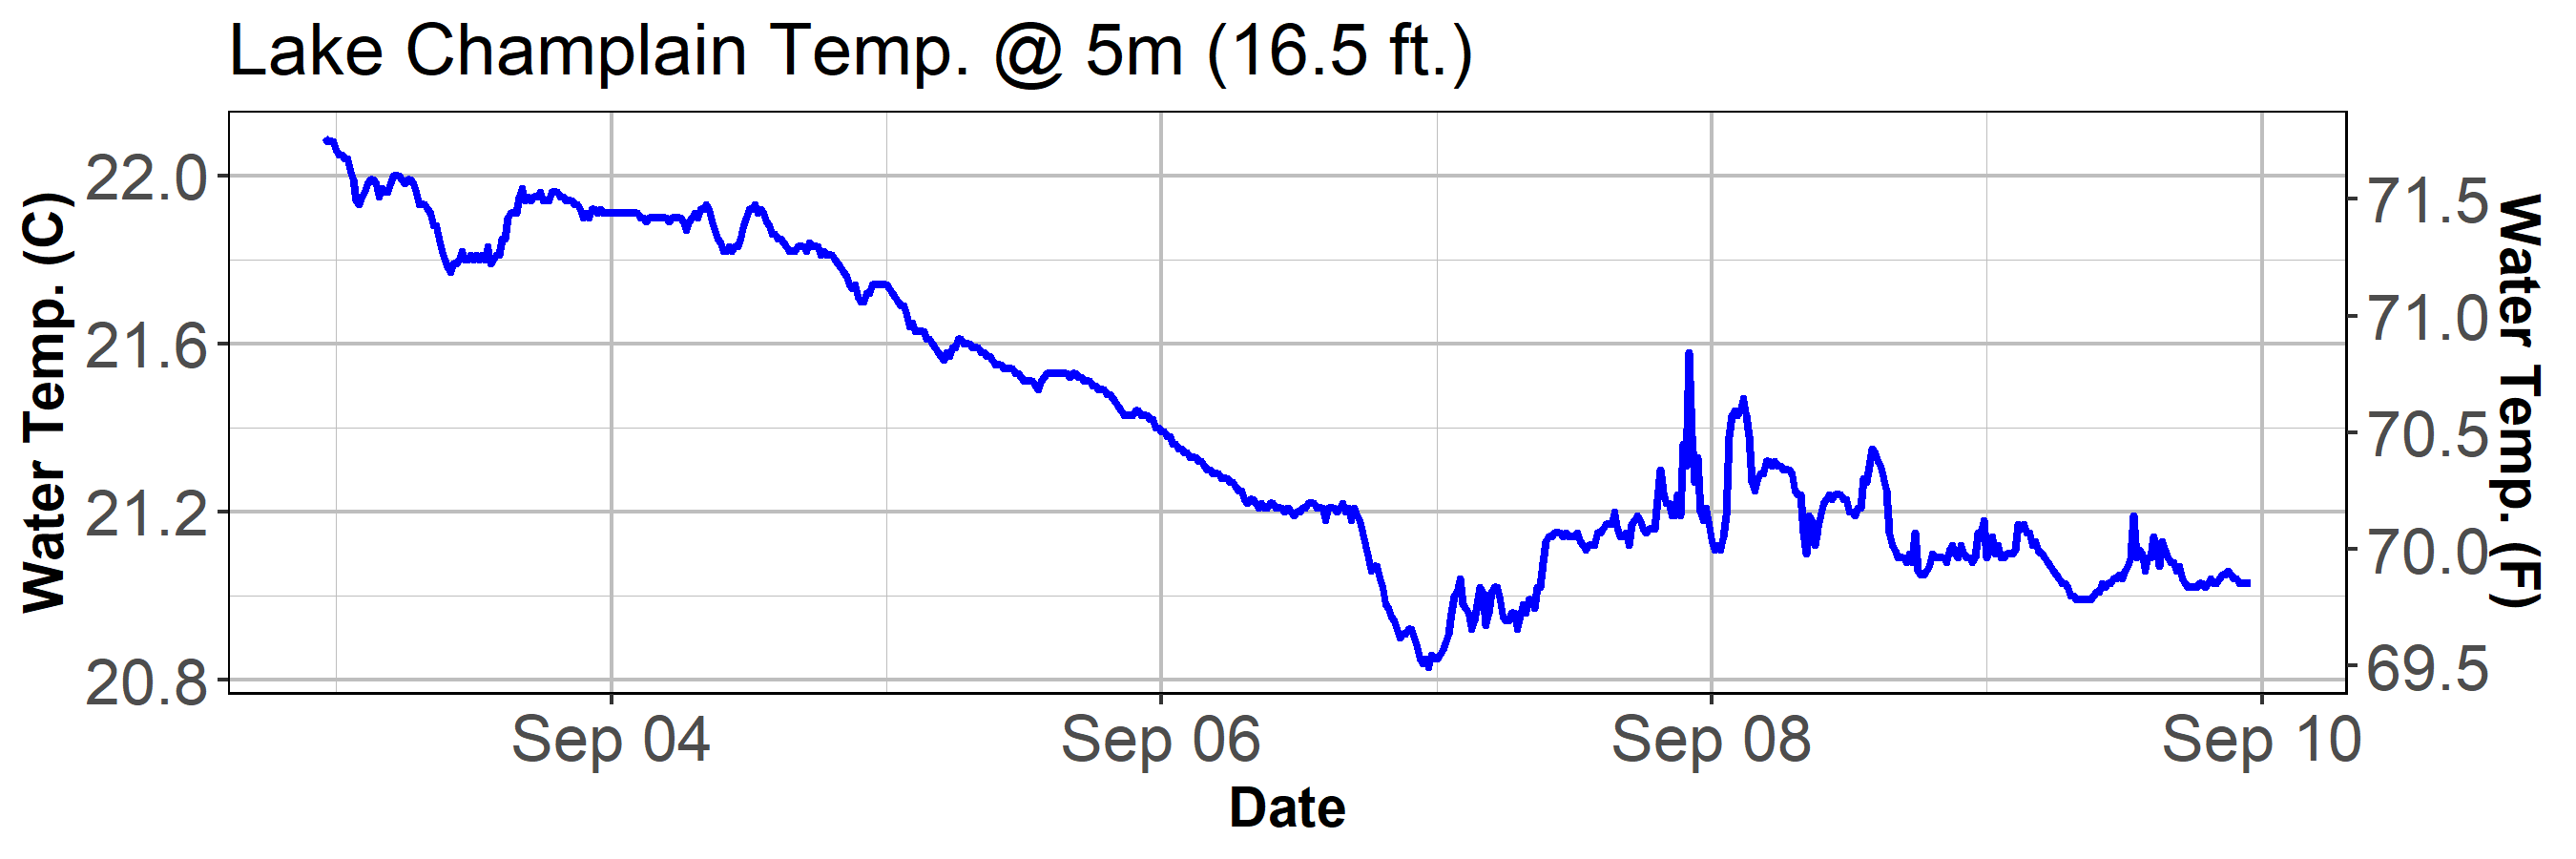 Lake Champlain Temp. @ 5m (16.5 ft.)
Water Temp. (C)
22.0
21.6
21.2
20.8
71.5
71.0
70.5
70.0
69.5
Water Temp. (F)
Sep 04 Sep 06 Sep 08 Sep 10
Date